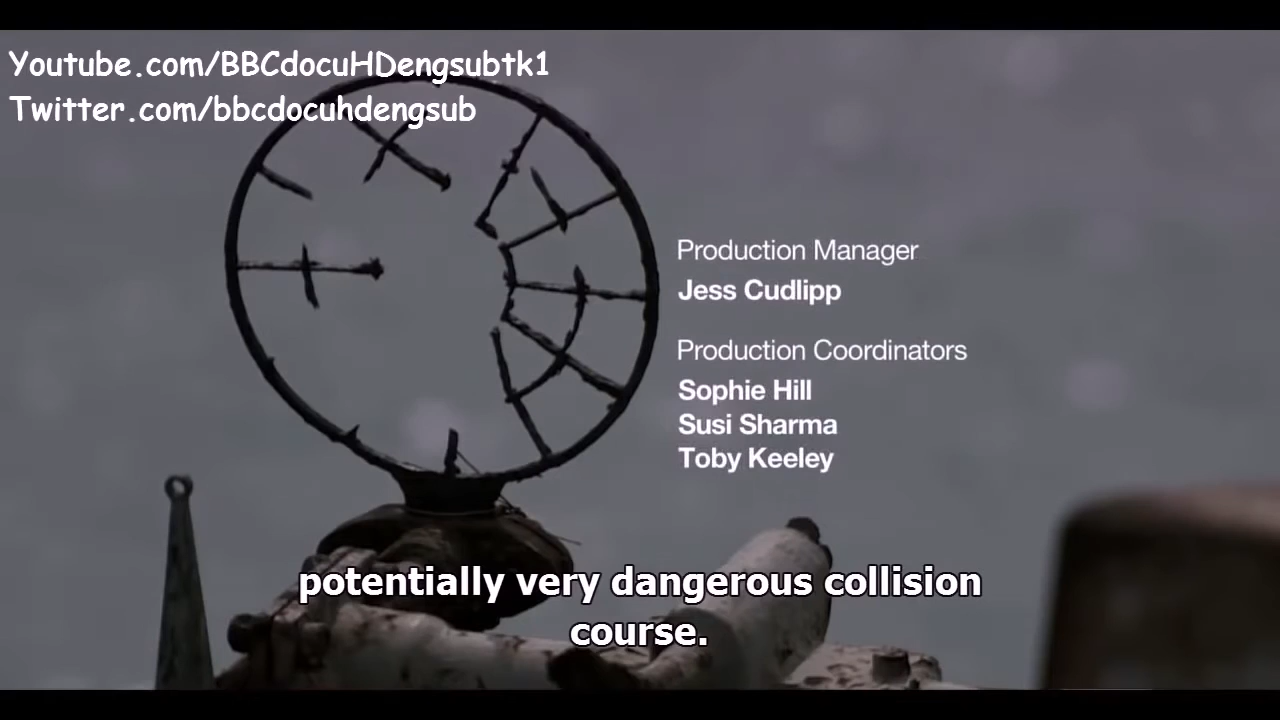 Youtube.com/BBCdocuHDengsubtk1
Twitter.com/bbcdocuhdengsub
Production Manager
Jess Cudlipp
Production Coordinators
Sophie Hill
Susi Sharma
Toby Keeley
potentially very dangerous collision
course.